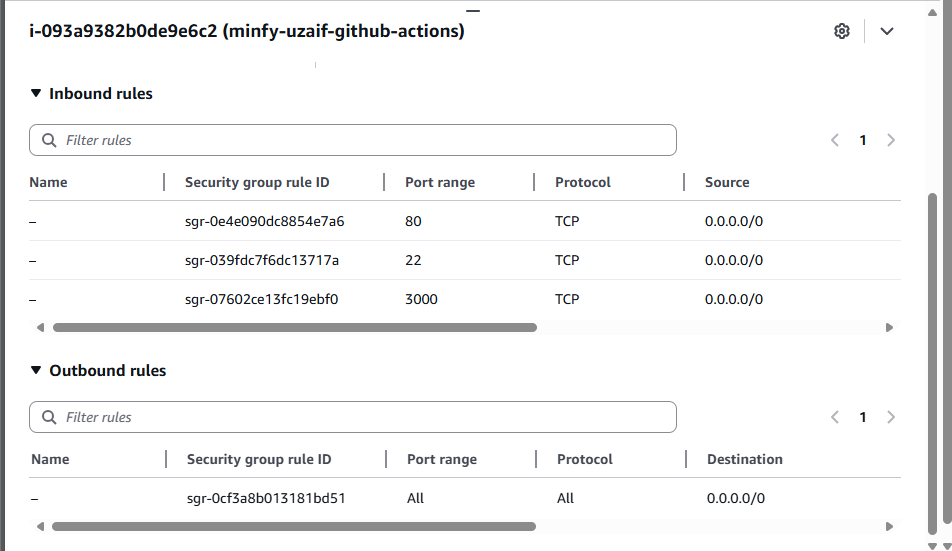 i-093a9382b0de9e6c2 (minfy-uzaif-github-actions)
Inbound rules
Filter rules
1
Name Security group rule ID Port range Protocol Source
– sgr-0e4e090dc8854e7a6 80 TCP 0.0.0.0/0
– sgr-039fdc7f6dc13717a 22 TCP 0.0.0.0/0
– sgr-07602ce13fc19ebf0 3000 TCP 0.0.0.0/0
Outbound rules
Filter rules
1
Name Security group rule ID Port range Protocol Destination
– sgr-0cf3a8b013181bd51 All All 0.0.0.0/0